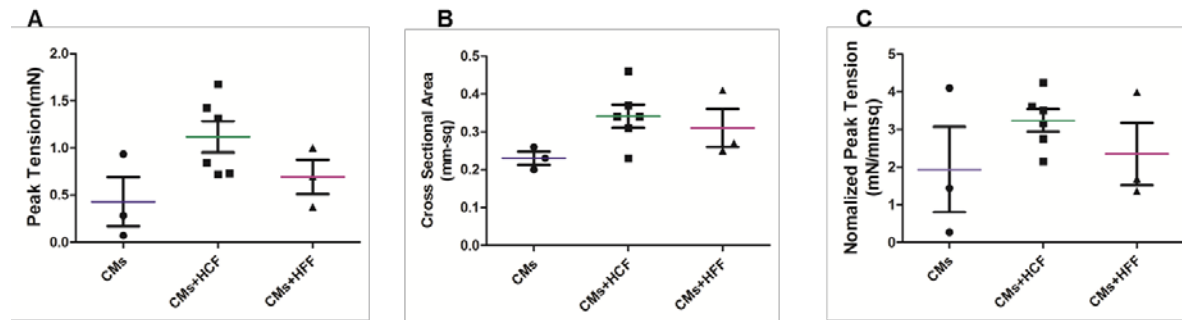 A
Peak Tension(mN)
2.0
1.5
1.0
0.5
0.0
CMs
CMs+HCF
CMs+HFF
B
Cross Sectional Area
(mm-sq)
0.5
0.4
0.3
0.2
0.1
0.0
CMs
CMs+HCF
CMs+HFF
C
Nomalized Peak Tension
(mN/mmsq)
5
4
3
2
1
0
CMs
CMs+HCF
CMs+HFF